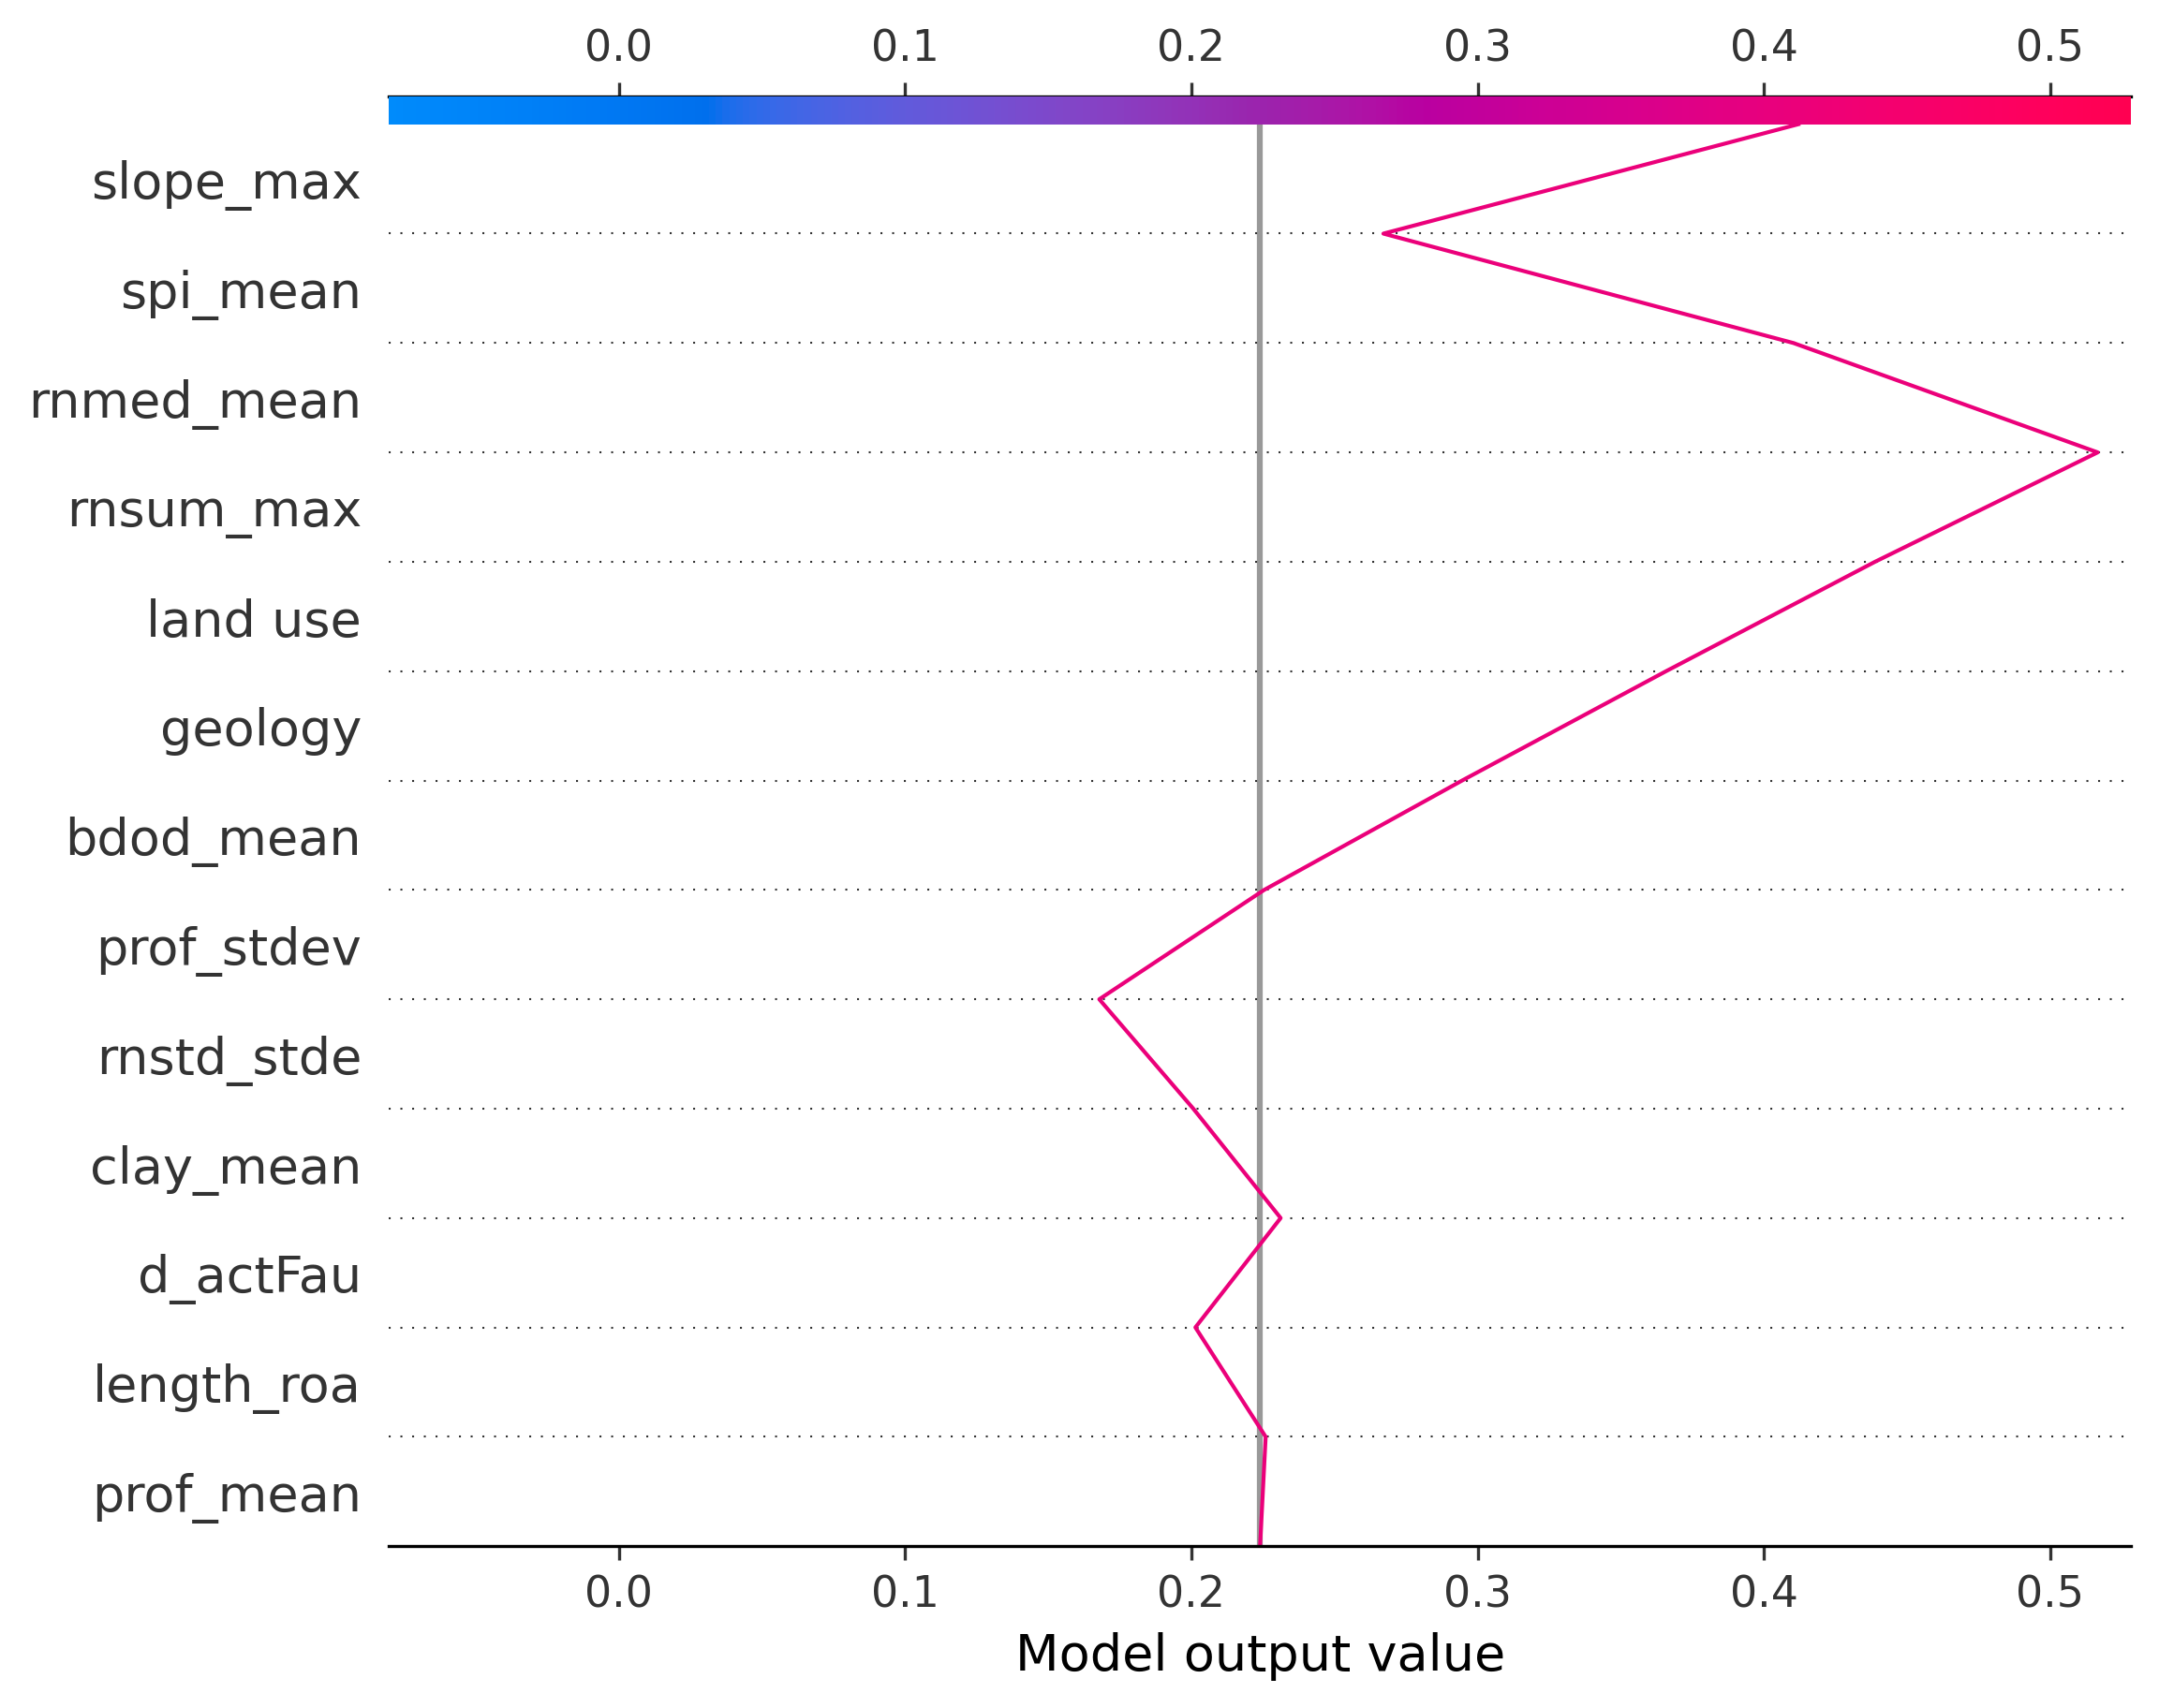 0.0 0.1 0.2 0.3 0.4 0.5
slope_max
spi_mean
rnmed_mean
rnsum_max
land use
geology
bdod_mean
prof_stdev
rnstd_stde
clay_mean
d_actFau
length_roa
prof_mean
0.0 0.1 0.2 0.3 0.4 0.5
Model output value